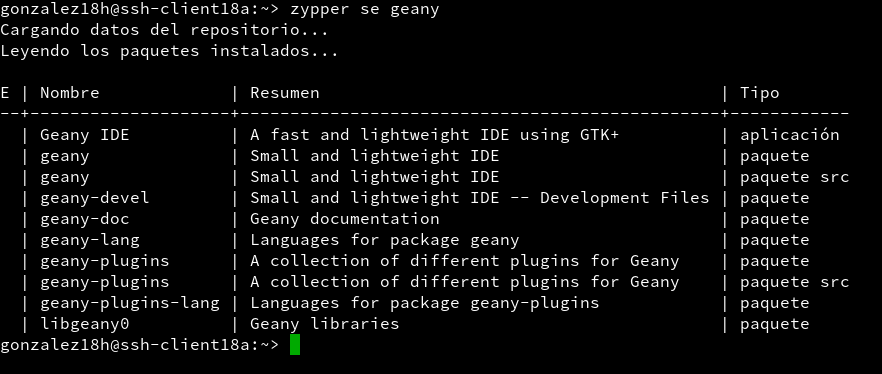 gonzalez18h@ssh-client18a:~> zypper se geany
Cargando datos del repositorio...
Leyendo los paquetes instalados...
E | Nombre | Resumen | Tipo
--+--------------------+------------------------------------------------+------------
| Geany IDE | A fast and lightweight IDE using GTK+ | aplicación
| geany | Small and lightweight IDE | paquete
| geany | Small and lightweight IDE | paquete src
| geany-devel | Small and lightweight IDE -- Development Files | paquete
| geany-doc | Geany documentation | paquete
| geany-lang | Languages for package geany | paquete
| geany-plugins | A collection of different plugins for Geany | paquete
| geany-plugins | A collection of different plugins for Geany | paquete src
| geany-plugins-lang | Languages for package geany-plugins | paquete
| libgeany0 | Geany libraries | paquete
gonzalez18h@ssh-client18a:~>